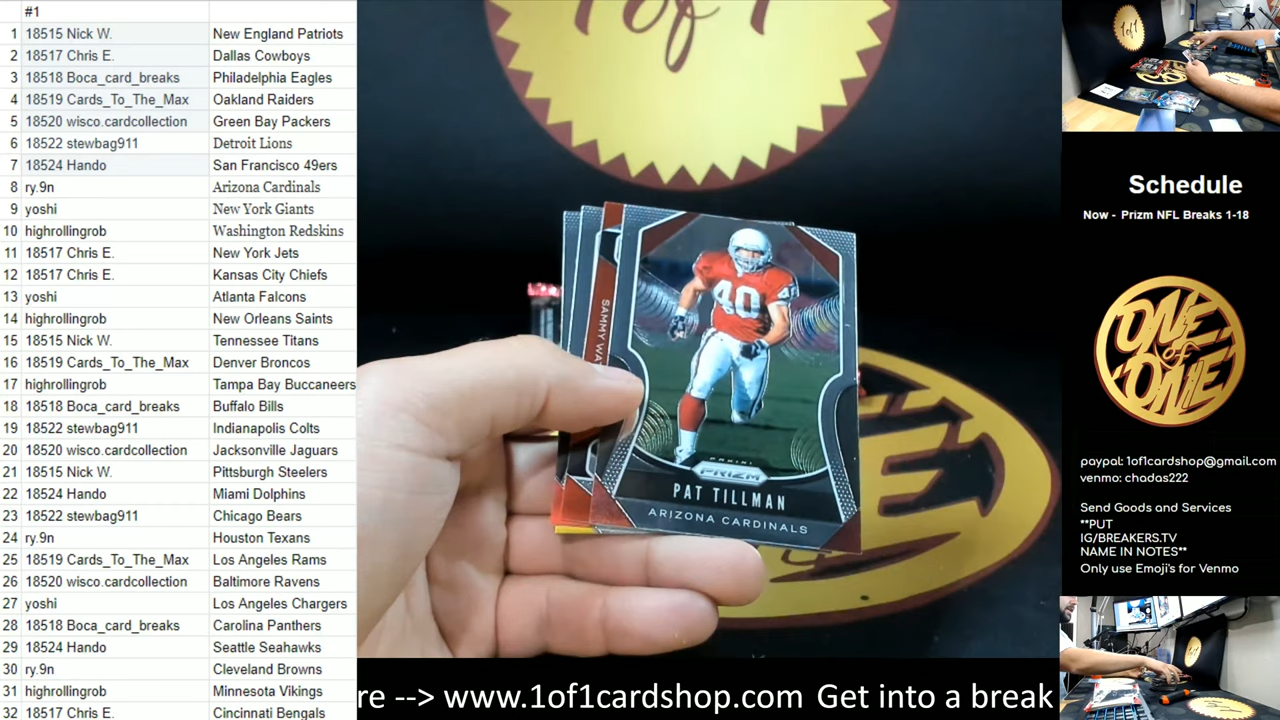 #1
1 18515 Nick W. New England Patriots
2 18517 Chris E. Dallas Cowboys
3 18518 Boca_card_breaks Philadelphia Eagles
4 18519 Cards_To_The_Max Oakland Raiders
5 18520 wisco.cardcollection Green Bay Packers
6 18522 stewbag911 Detroit Lions
7 18524 Hando San Francisco 49ers
8 ry.9n Arizona Cardinals
9 yoshi New York Giants
10 highrollingrob Washington Redskins
11 18517 Chris E. New York Jets
12 18517 Chris E. Kansas City Chiefs
13 yoshi Atlanta Falcons
14 highrollingrob New Orleans Saints
15 18515 Nick W. Tennessee Titans
16 18519 Cards_To_The_Max Denver Broncos
17 highrollingrob Tampa Bay Buccaneers
18 18518 Boca_card_breaks Buffalo Bills
19 18522 stewbag911 Indianapolis Colts
20 18520 wisco.cardcollection Jacksonville Jaguars
21 18515 Nick W. Pittsburgh Steelers
22 18524 Hando Miami Dolphins
23 18522 stewbag911 Chicago Bears
24 ry.9n Houston Texans
25 18519 Cards_To_The_Max Los Angeles Rams
26 18520 wisco.cardcollection Baltimore Ravens
27 yoshi Los Angeles Chargers
28 18518 Boca_card_breaks Carolina Panthers
29 18524 Hando Seattle Seahawks
30 ry.9n Cleveland Browns
31 highrollingrob Minnesota Vikings
32 18517 Chris E. Cincinnati Bengals
1 of 1
SAMMY WA
40
40
PANINI
PRIZM
PAT TILLMAN
ARIZONA CARDINALS
re --> www.1of1cardshop.com Get into a break
1 of 1
Schedule
Now - Prizm NFL Breaks 1-18
ONE
of
ONE
paypal: 1of1cardshop@gmail.com
venmo: chadas222
Send Goods and Services
**PUT
IG/BREAKERS.TV
NAME IN NOTES**
Only use Emoji's for Venmo